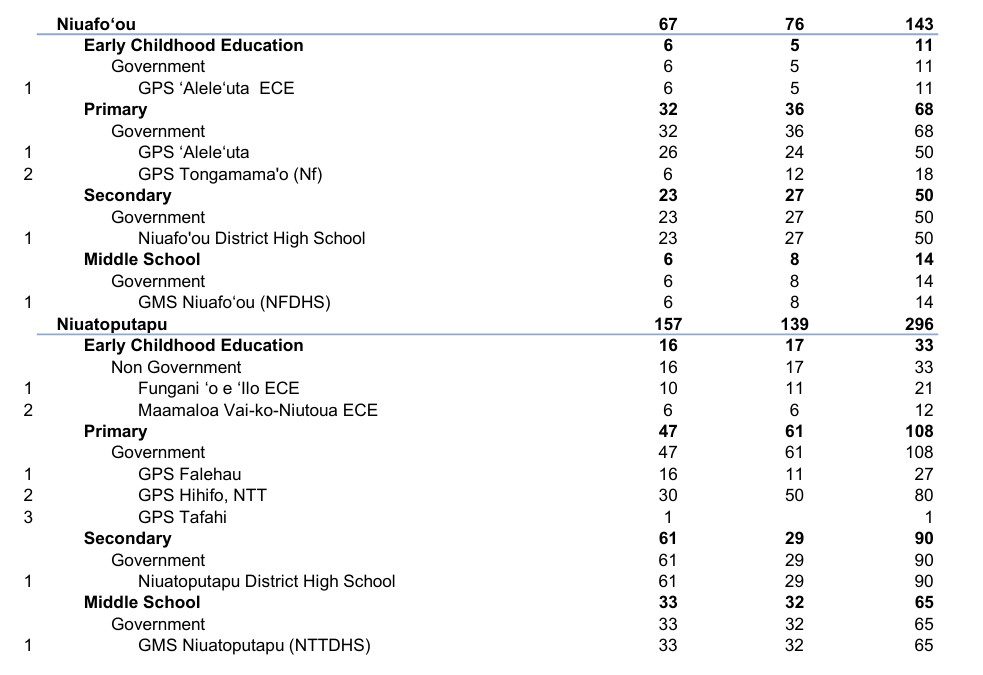 Niuafo‘ou 67 76 143
Early Childhood Education 6 5 11
Government 6 5 11
1 GPS ‘Alele‘uta ECE 6 5 11
Primary 32 36 68
Government 32 36 68
1 GPS ‘Alele‘uta 26 24 50
2 GPS Tongamama'o (Nf) 6 12 18
Secondary 23 27 50
Government 23 27 50
1 Niuafo'ou District High School 23 27 50
Middle School 6 8 14
Government 6 8 14
1 GMS Niuafo‘ou (NFDHS) 6 8 14
Niuatoputapu 157 139 296
Early Childhood Education 16 17 33
Non Government 16 17 33
1 Fungani ‘o e ‘Ilo ECE 10 11 21
2 Maamaloa Vai-ko-Niutoua ECE 6 6 12
Primary 47 61 108
Government 47 61 108
1 GPS Falehau 16 11 27
2 GPS Hihifo, NTT 30 50 80
3 GPS Tafahi 1 1
Secondary 61 29 90
Government 61 29 90
1 Niuatoputapu District High School 61 29 90
Middle School 33 32 65
Government 33 32 65
1 GMS Niuatoputapu (NTTDHS) 33 32 65